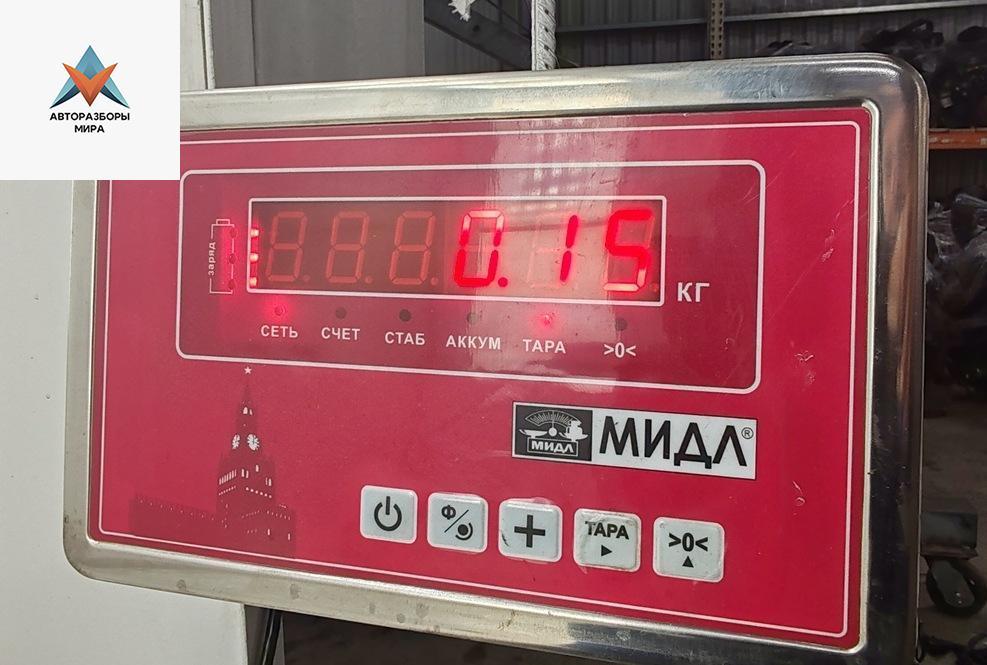 АВТОРАЗБОРЫ
МИРА
заряд
0.15
КГ
СЕТЬ СЧЕТ СТАБ АККУМ ТАРА >0<
МИДЛ МИДЛ®
Ф/
ТАРА >0<